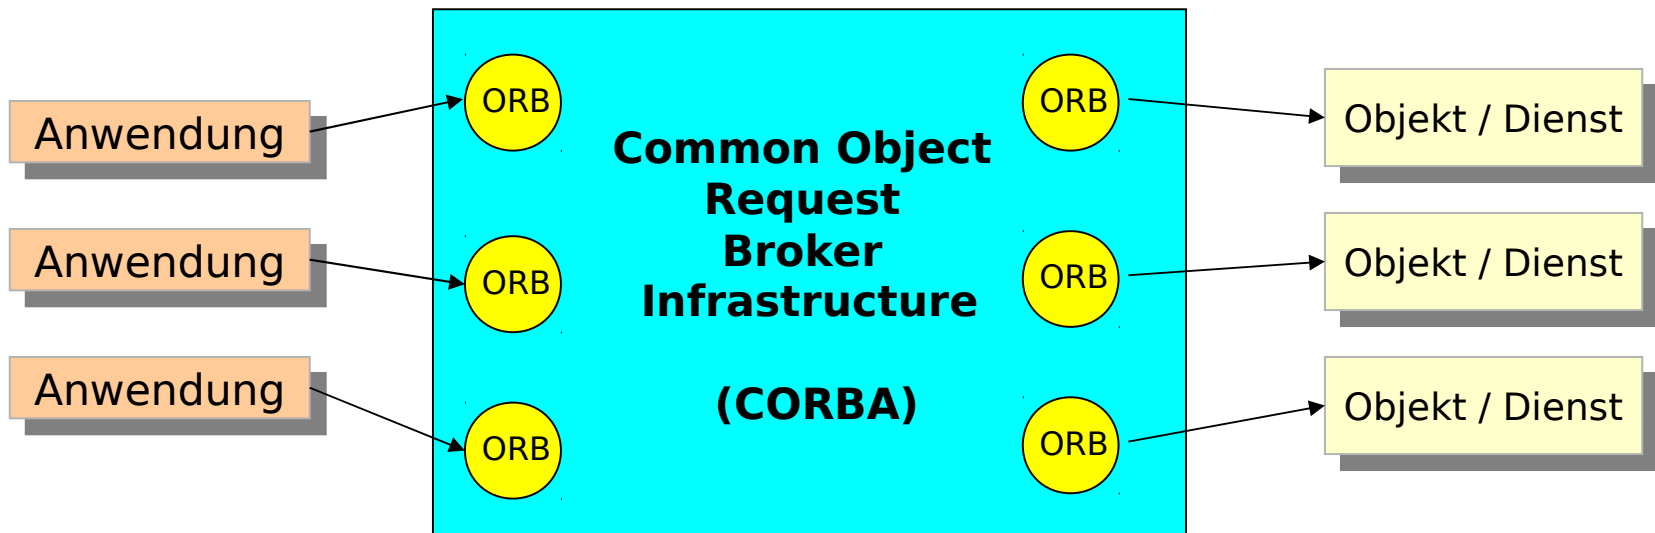 Anwendung
Anwendung
Anwendung
ORB
ORB
ORB
Common Object
Request
Broker
Infrastructure
(CORBA)
ORB
ORB
ORB
Objekt / Dienst
Objekt / Dienst
Objekt / Dienst